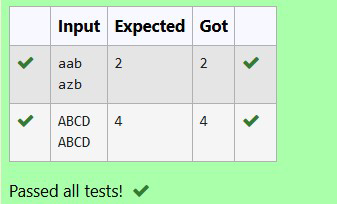 Input Expected Got
aab 2 2
azb
ABCD 4 4
ABCD
Passed all tests!